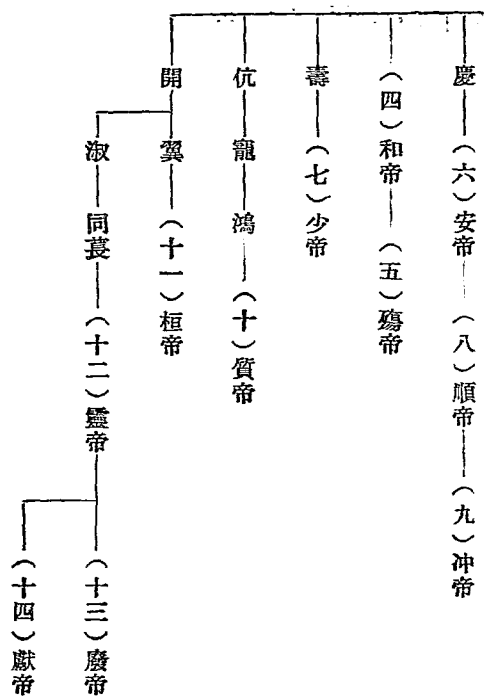 慶 (六)安帝 (八)順帝 (九)冲帝
(四)和帝 (五)殤帝
壽 (七)少帝
伉 寵 鴻 (十)質帝
開 翼 (十一)桓帝
淑 同萇 (十二)靈帝 (十三)廢帝
(十四)獻帝